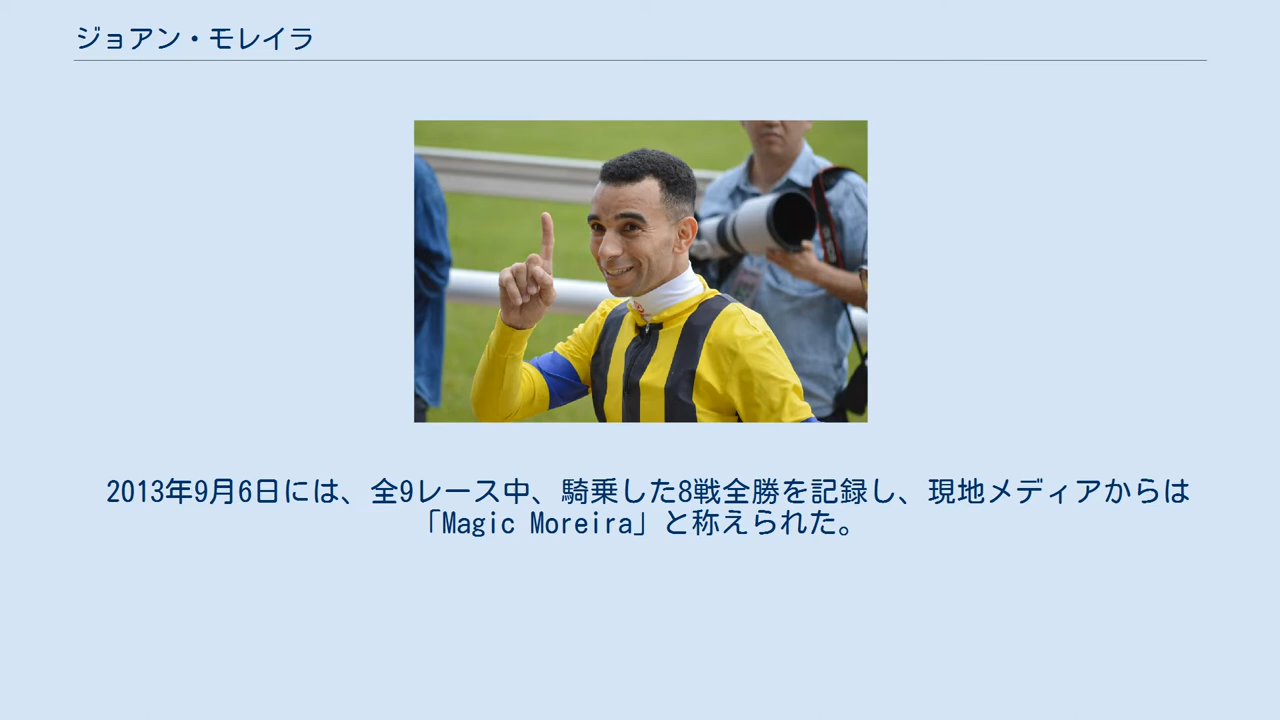 ジョアン・モレイラ
2013年9月6日には、全9レース中、騎乗した8戦全勝を記録し、現地メディアからは
「Magic Moreira」と称えられた。